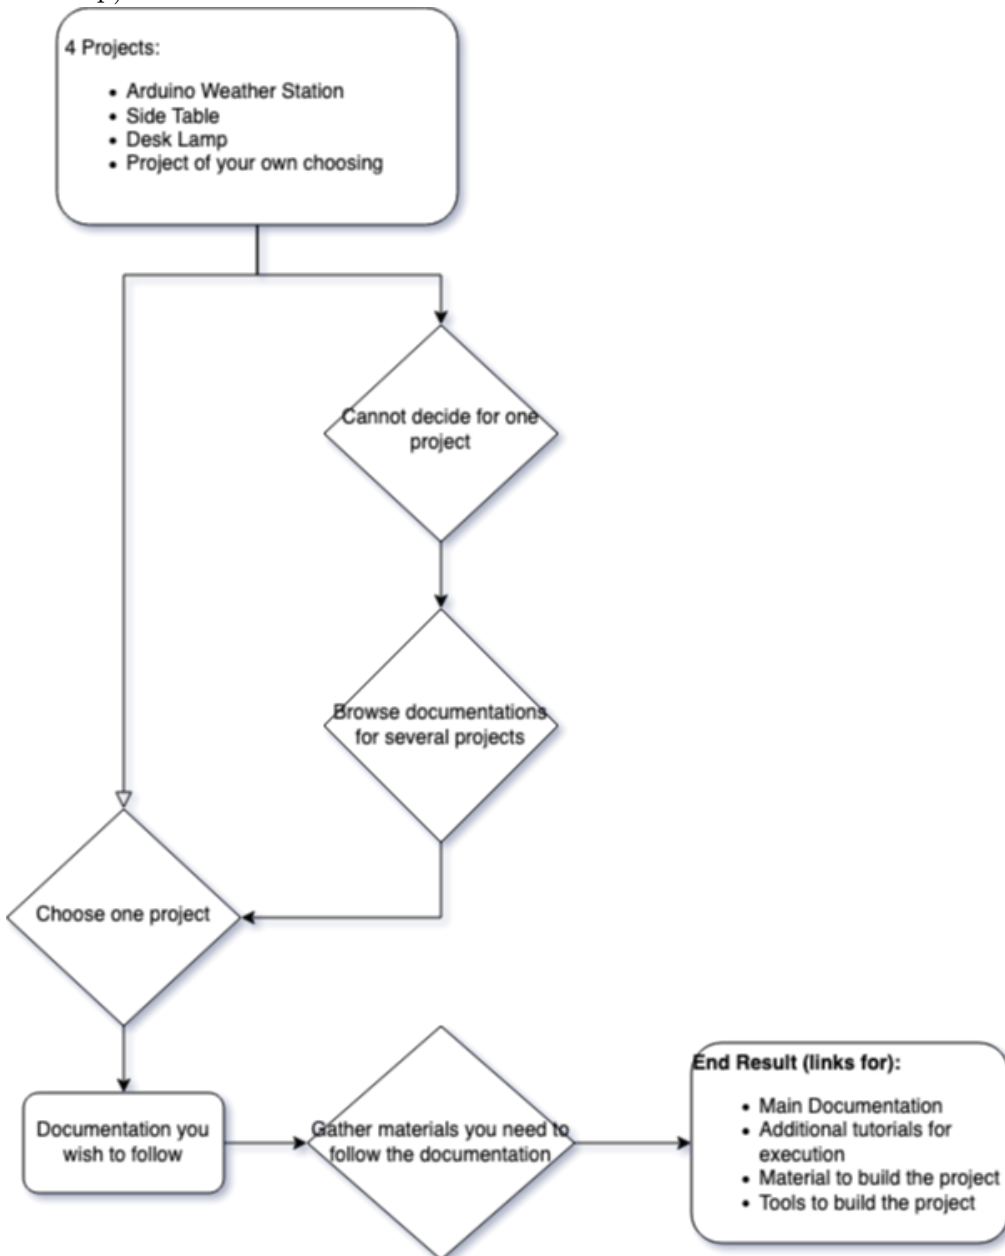 4 Projects:
• Arduino Weather Station
• Side Table
• Desk Lamp
• Project of your own choosing
Cannot decide for one
project
Browse documentations
for several projects
Choose one project
Documentation you
wish to follow
Gather materials you need to
follow the documentation
End Result (links for):
• Main Documentation
• Additional tutorials for
execution
• Material to build the project
• Tools to build the project